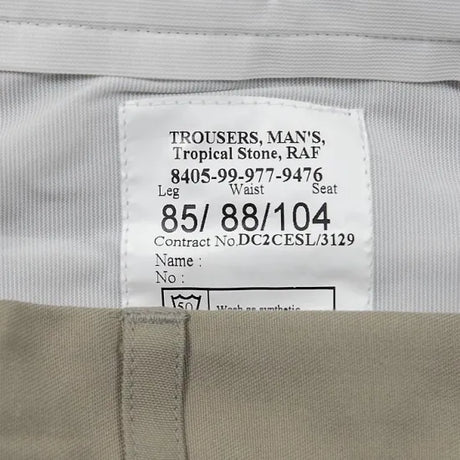 TROUSERS, MAN'S,
Tropical Stone, RAF
8405-99-977-9476
Leg Waist Seat
85/ 88/104
Contract No.DC2CESL/3129
Name :
No :
50 Wash as synthetic